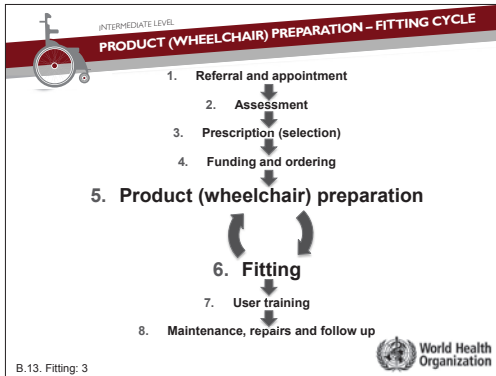 INTERMEDIATE LEVEL
PRODUCT (WHEELCHAIR) PREPARATION – FITTING CYCLE
1. Referral and appointment
2. Assessment
3. Prescription (selection)
4. Funding and ordering
5. Product (wheelchair) preparation
6. Fitting
7. User training
8. Maintenance, repairs and follow up
World Health
Organization
B.13. Fitting: 3